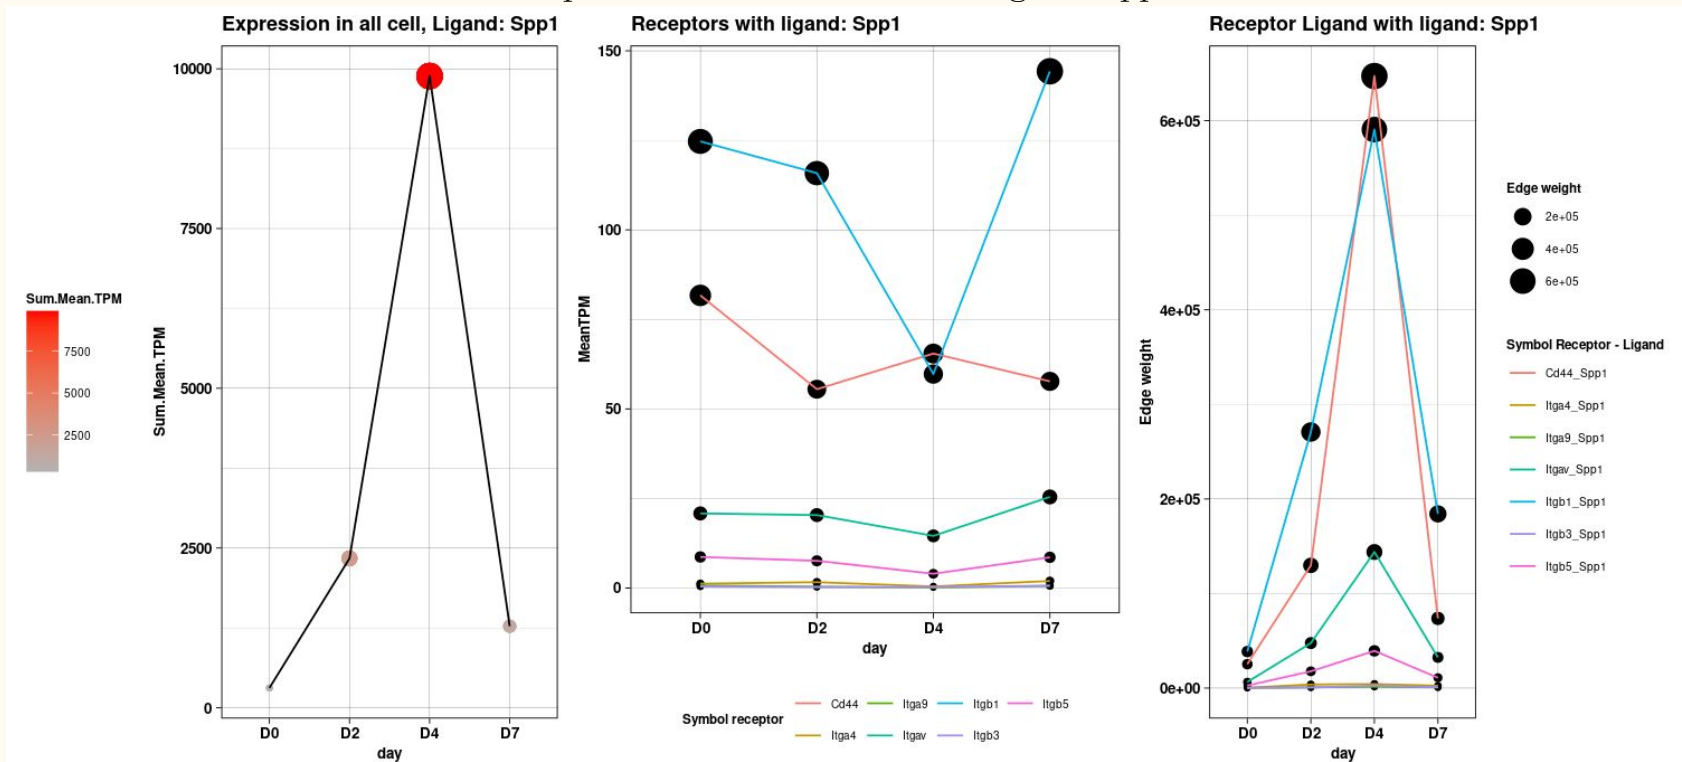 Expression in all cell, Ligand: Spp1
Receptors with ligand: Spp1
Receptor Ligand with ligand: Spp1
Sum.Mean.TPM
7500
5000
2500
Sum.Mean.TPM
10000
7500
5000
2500
0
D0 D2 D4 D7
day
MeanTPM
150
100
50
0
D0 D2 D4 D7
day
Symbol receptor
Cd44 Itga9 Itgb1 Itgb5
Itga4 Itgav Itgb3
Edge weight
6e+05
4e+05
2e+05
0e+00
D0 D2 D4 D7
day
Edge weight
2e+05
4e+05
6e+05
Symbol Receptor - Ligand
Cd44_Spp1
Itga4_Spp1
Itga9_Spp1
Itgav_Spp1
Itgb1_Spp1
Itgb3_Spp1
Itgb5_Spp1